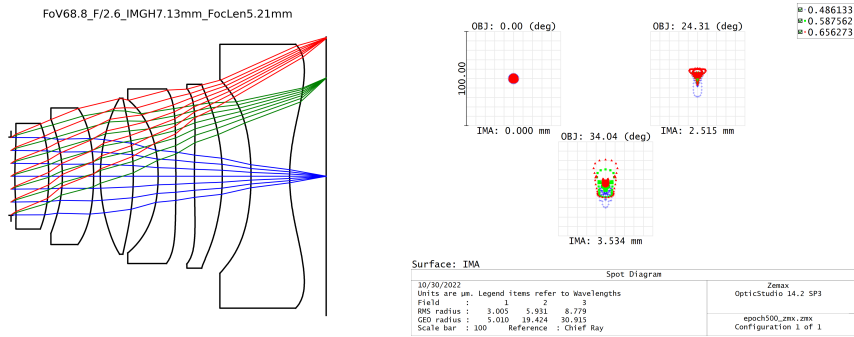 FoV68.8_F/2.6_IMGH7.13mm_FocLen5.21mm
0.486133
0.587562
0.656273
OBJ: 0.00 (deg)
OBJ: 24.31 (deg)
100.00
IMA: 0.000 mm
IMA: 2.515 mm
OBJ: 34.04 (deg)
IMA: 3.534 mm
Surface: IMA
Spot Diagram
10/30/2022
Units are µm. Legend items refer to Wavelengths
Field : 1 2 3
RMS radius : 3.005 5.931 8.779
GEO radius : 5.010 19.424 30.915
Scale bar : 100 Reference : Chief Ray
Zemax
OpticStudio 14.2 SP3
epoch500_zmx.zmx
Configuration 1 of 1